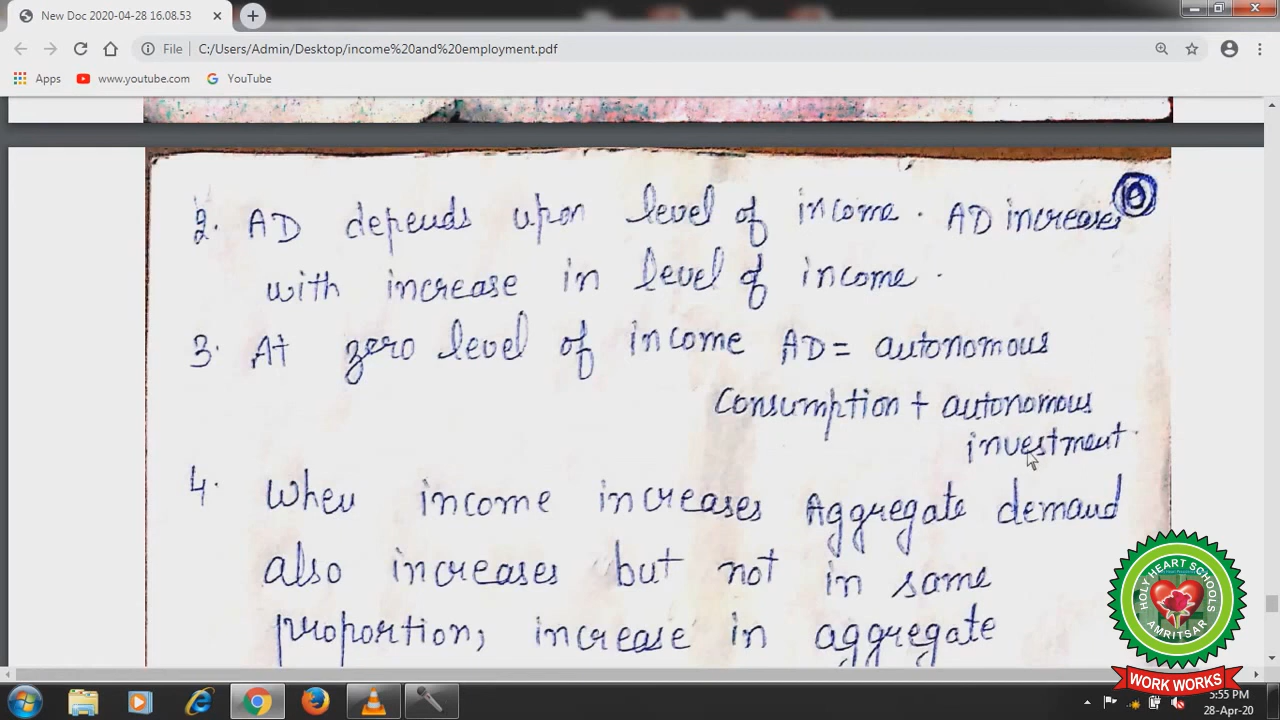 New Doc 2020-04-28 16.08.53
File C:/Users/Admin/Desktop/income%20and%20employment.pdf
Apps www.youtube.com YouTube
10
2. AD depends upon level of income. AD increases
with increase in level of income.
3. At zero level of income AD = autonomous
Consumption + autonomous
investment.
4. When income increases Aggregate demand
also increases but not in same
proportion, increase in aggregate
HOLY HEART SCHOOLS
AMRITSAR
WORK WORKS
5:55 PM
28-Apr-20